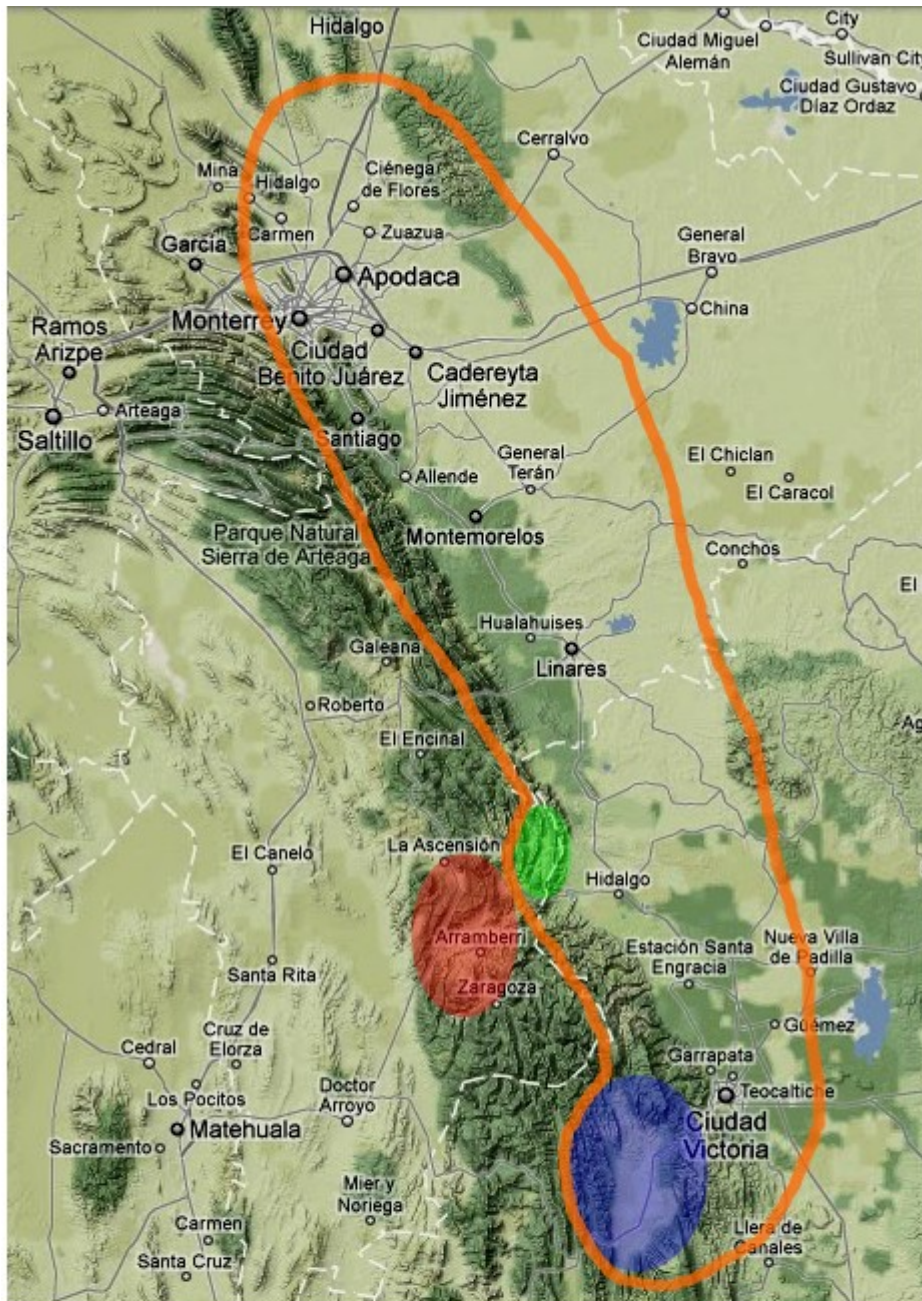 Hidalgo
City
Ciudad Miguel
Alemán
Sullivan City
Ciudad Gustavo
Díaz Ordaz
Cerralvo
Mina
Ciénega
de Flores
Hidalgo
Carmen
Zuazua
García
General
Bravo
Apodaca
China
Monterrey
Ramos
Arizpe
Ciudad
Benito Juárez
Cadereyta
Jiménez
Arteaga
Saltillo
Santiago
General
Terán
El Chiclan
Allende
El Caracol
Montemorelos
Parque Natural
Sierra de Arteaga
Conchos
El
Hualahuises
Galeana
Linares
Roberto
Ag
El Encinal
El Canelo
La Ascensión
Hidalgo
Arramberri
Estación Santa
Engracia
Nueva Villa
de Padilla
Santa Rita
Zaragoza
Güémez
Cedral
Cruz de
Elorza
Garrapata
Los Pocitos
Doctor
Arroyo
Teocaltiche
Matehuala
Ciudad
Victoria
Sacramento
Mier y
Noriega
Carmen
Llera de
Canales
Santa Cruz